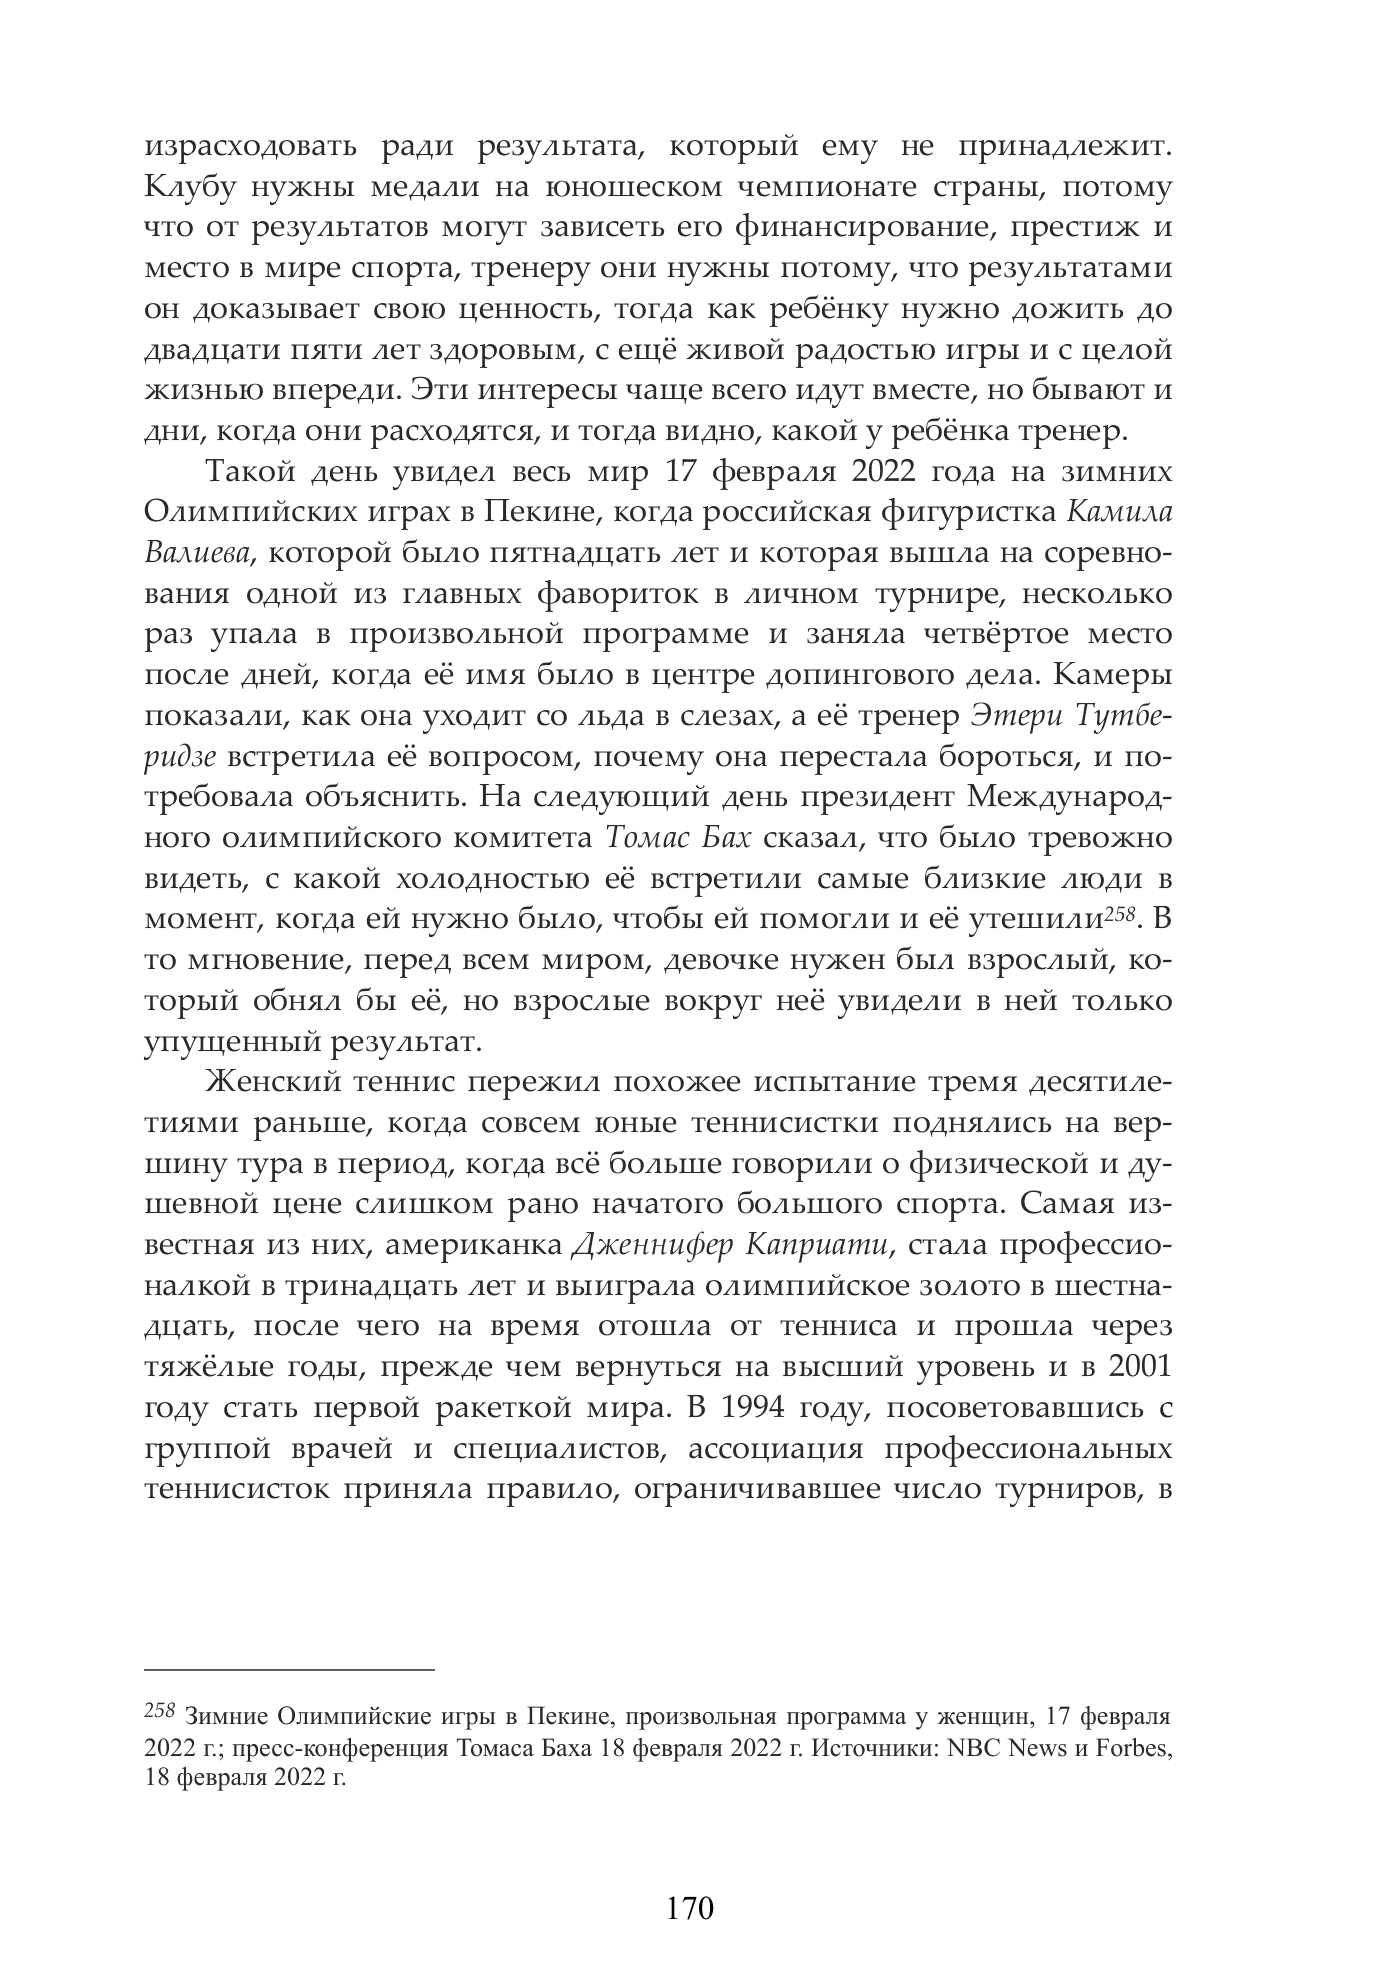 израсходовать ради результата, который ему не принадлежит.
Клубу нужны медали на юношеском чемпионате страны, потому
что от результатов могут зависеть его финансирование, престиж и
место в мире спорта, тренеру они нужны потому, что результатами
он доказывает свою ценность, тогда как ребёнку нужно дожить до
двадцати пяти лет здоровым, с ещё живой радостью игры и с целой
жизнью впереди. Эти интересы чаще всего идут вместе, но бывают и
дни, когда они расходятся, и тогда видно, какой у ребёнка тренер.
Такой день увидел весь мир 17 февраля 2022 года на зимних
Олимпийских играх в Пекине, когда российская фигуристка Камила
Валиева, которой было пятнадцать лет и которая вышла на соревно-
вания одной из главных фавориток в личном турнире, несколько
раз упала в произвольной программе и заняла четвёртое место
после дней, когда её имя было в центре допингового дела. Камеры
показали, как она уходит со льда в слезах, а её тренер Этери Тутбе-
ридзе встретила её вопросом, почему она перестала бороться, и по-
требовала объяснить. На следующий день президент Международ-
ного олимпийского комитета Томас Бах сказал, что было тревожно
видеть, с какой холодностью её встретили самые близкие люди в
момент, когда ей нужно было, чтобы ей помогли и её утешили258. В
то мгновение, перед всем миром, девочке нужен был взрослый, ко-
торый обнял бы её, но взрослые вокруг неё увидели в ней только
упущенный результат.
Женский теннис пережил похожее испытание тремя десятиле-
тиями раньше, когда совсем юные теннисистки поднялись на вер-
шину тура в период, когда всё больше говорили о физической и ду-
шевной цене слишком рано начатого большого спорта. Самая из-
вестная из них, американка Дженнифер Каприати, стала профессио-
налкой в тринадцать лет и выиграла олимпийское золото в шестна-
дцать, после чего на время отошла от тенниса и прошла через
тяжёлые годы, прежде чем вернуться на высший уровень и в 2001
году стать первой ракеткой мира. В 1994 году, посоветовавшись с
группой врачей и специалистов, ассоциация профессиональных
теннисисток приняла правило, ограничивавшее число турниров, в
258 Зимние Олимпийские игры в Пекине, произвольная программа у женщин, 17 февраля
2022 г.; пресс-конференция Томаса Баха 18 февраля 2022 г. Источники: NBC News и Forbes,
18 февраля 2022 г.
170